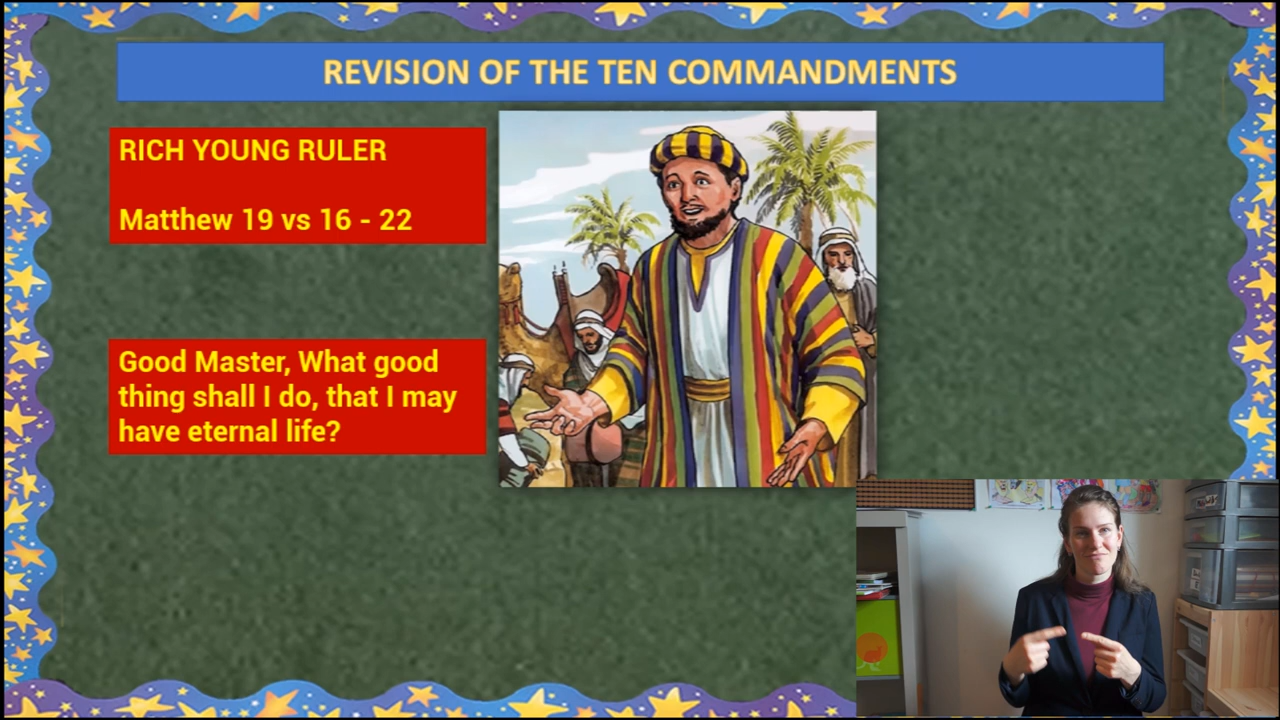 REVISION OF THE TEN COMMANDMENTS
RICH YOUNG RULER
Matthew 19 vs 16 - 22
Good Master, What good
thing shall I do, that I may
have eternal life?